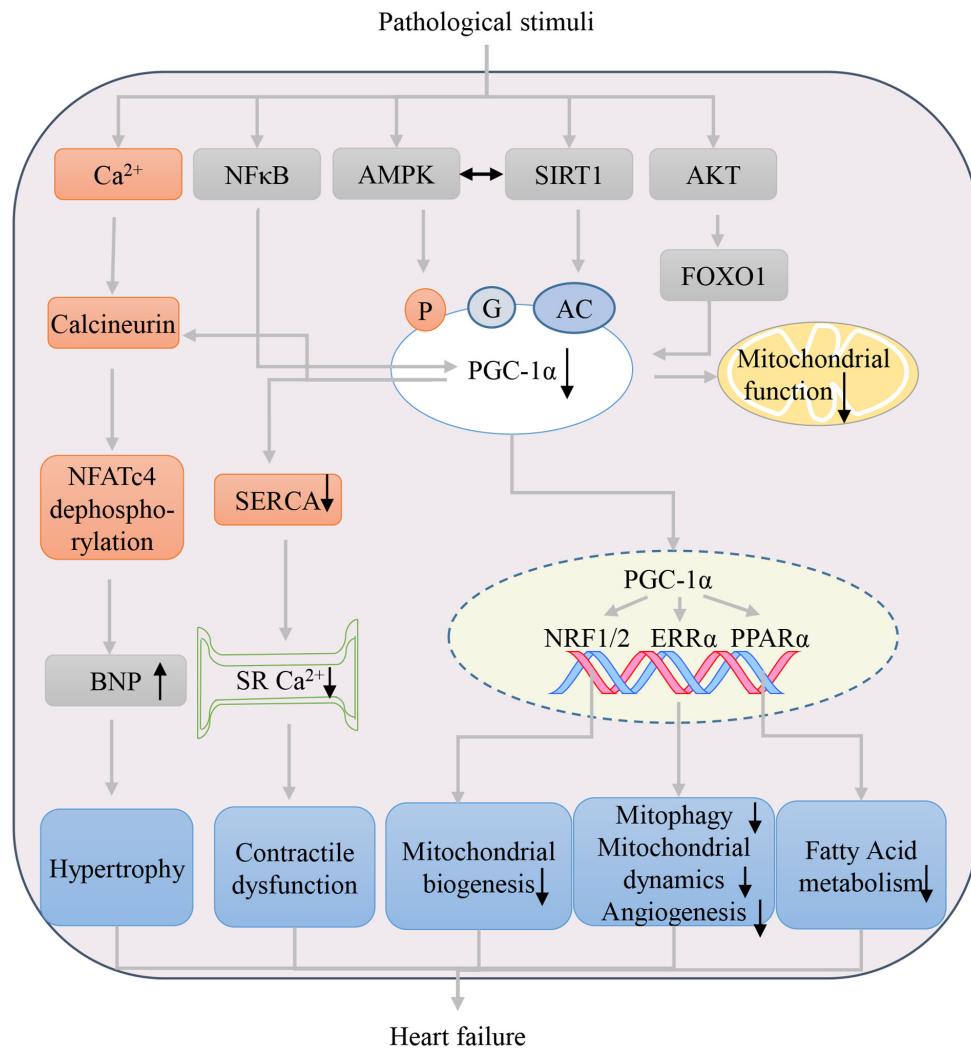 Pathological stimuli
Ca²⁺
NFκB
AMPK
SIRT1
AKT
FOXO1
Calcineurin
P
G
AC
PGC-1α
Mitochondrial
function
NFATc4
dephospho-
rylation
SERCA
PGC-1α
NRF1/2
ERRα
PPARα
BNP
SR Ca²⁺
Hypertrophy
Contractile
dysfunction
Mitochondrial
biogenesis
Mitophagy
Mitochondrial
dynamics
Angiogenesis
Fatty Acid
metabolism
Heart failure